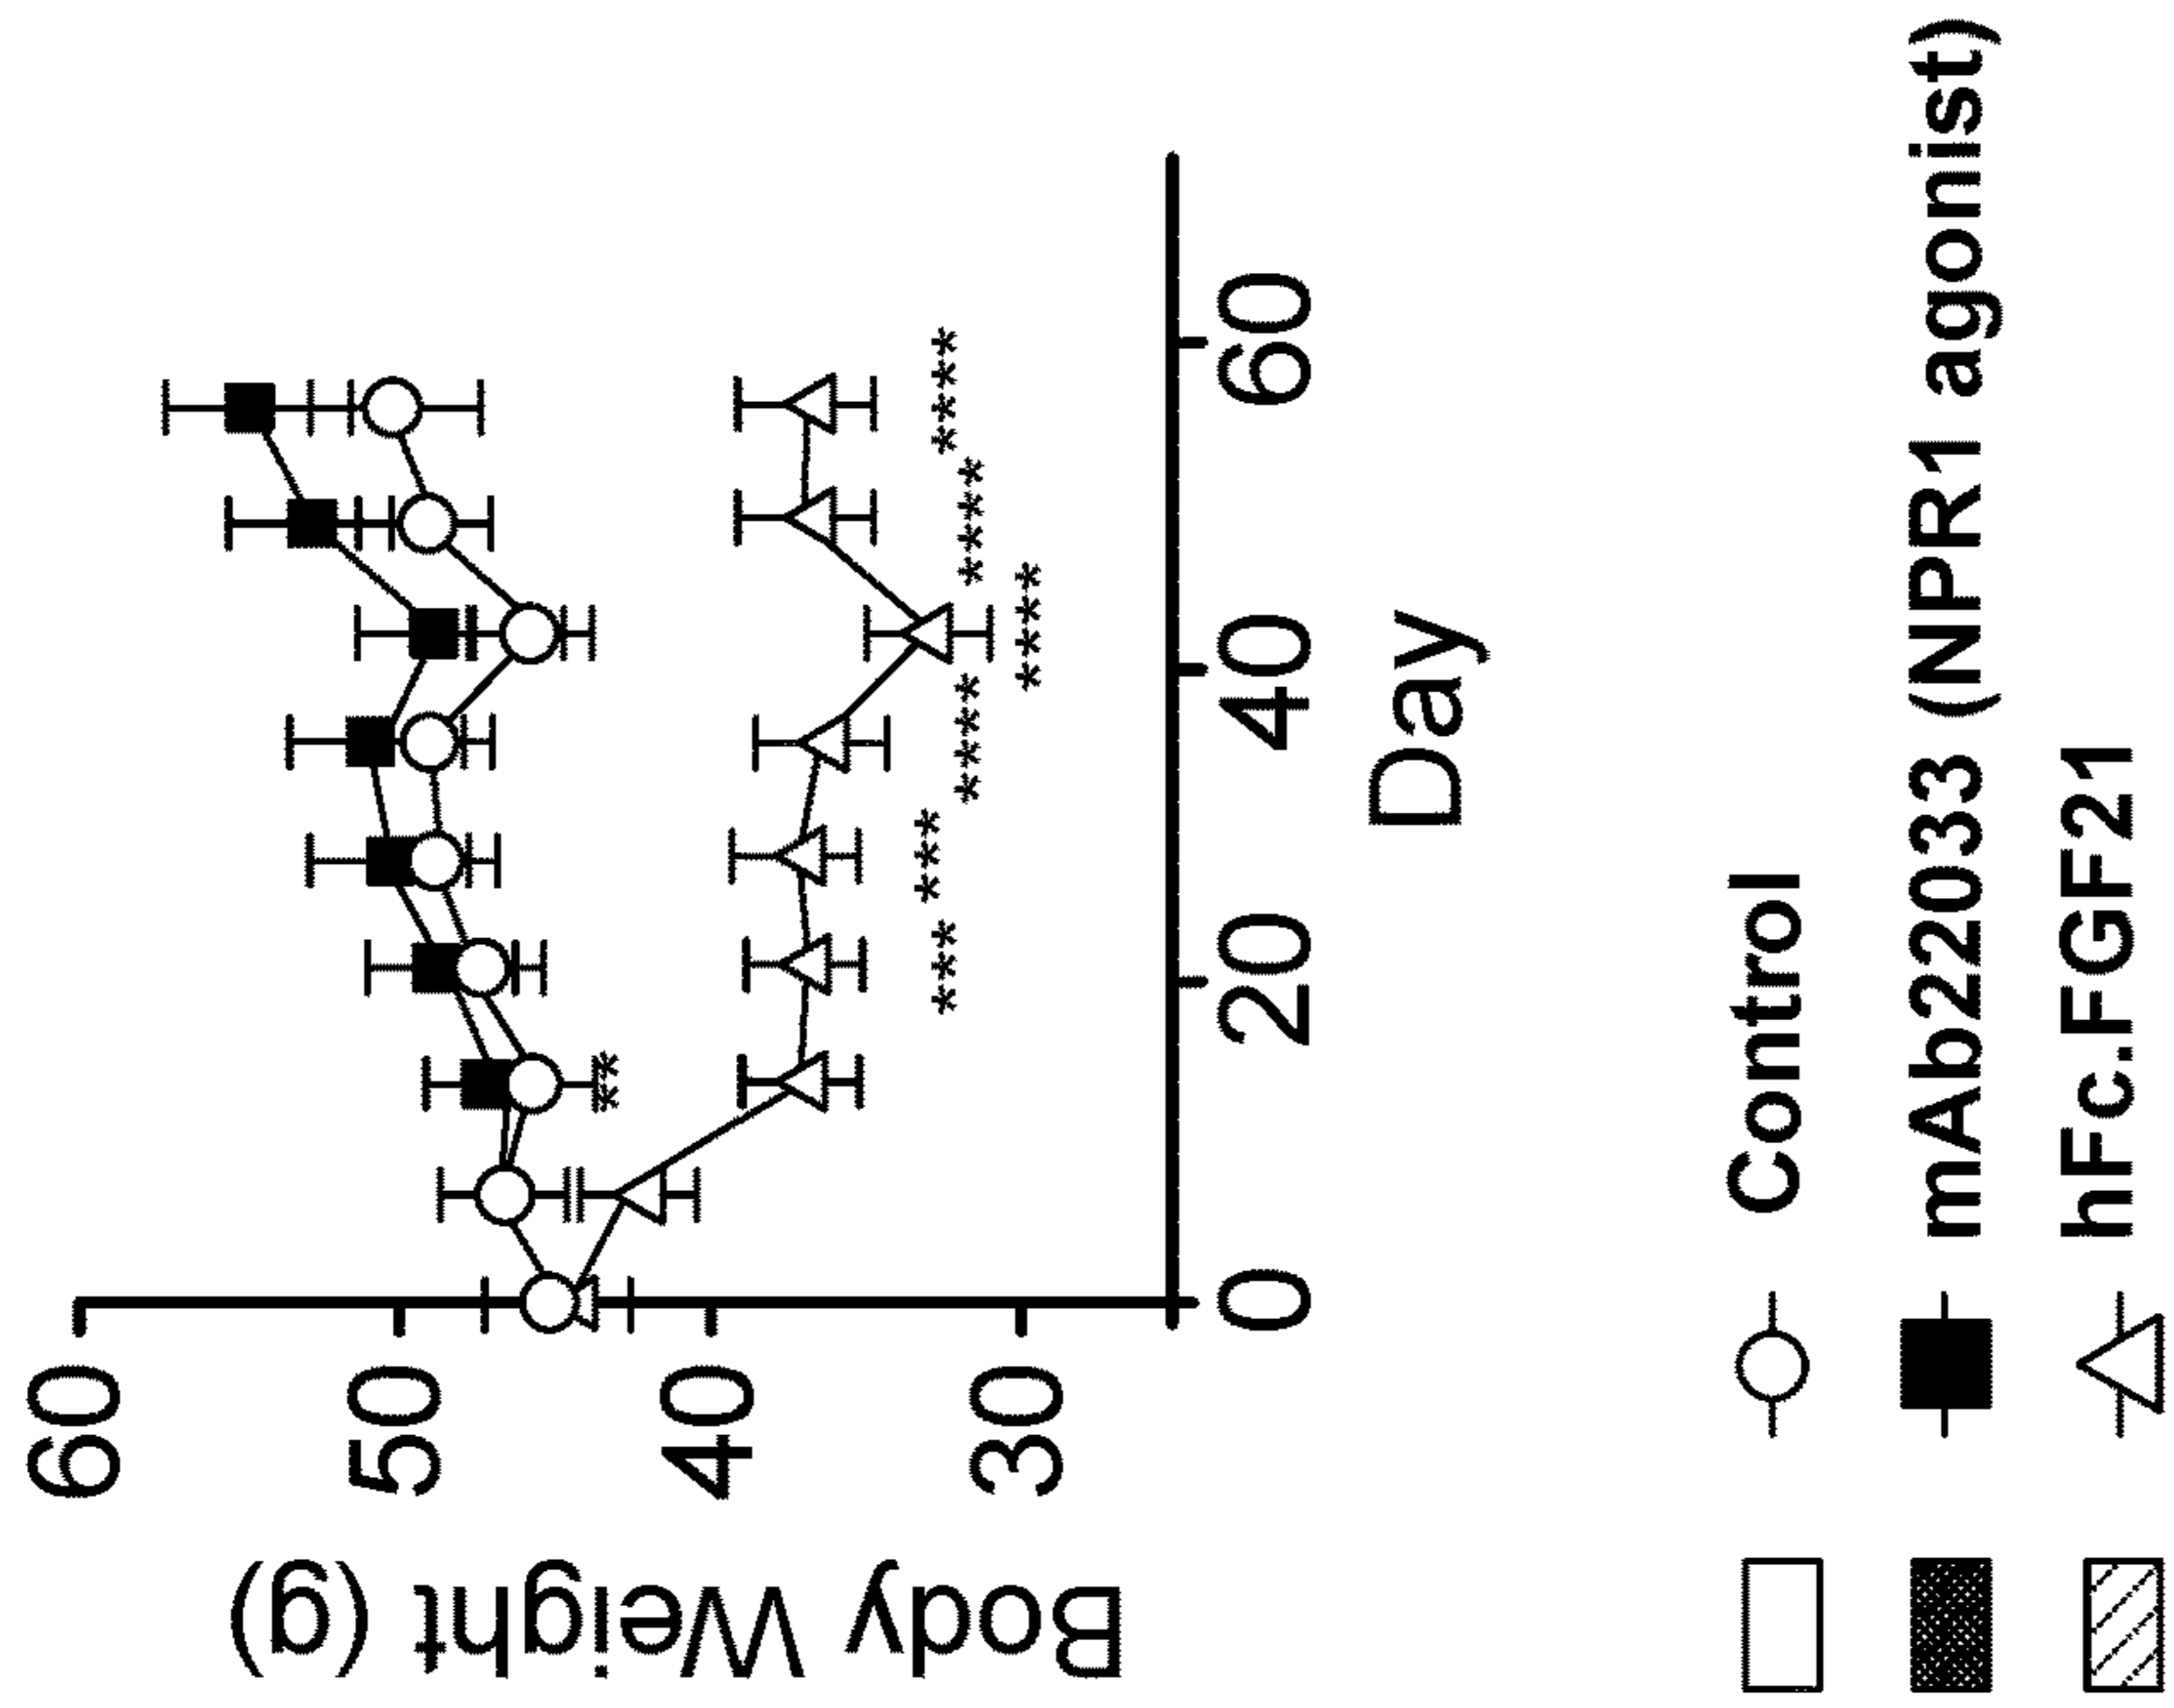 Body Weight (g)
60
50
40
30
**
***
***
****
****
****
****
0 20 40 60
Day
Control
mAb22033 (NPR1 agonist)
hFc.FGF21